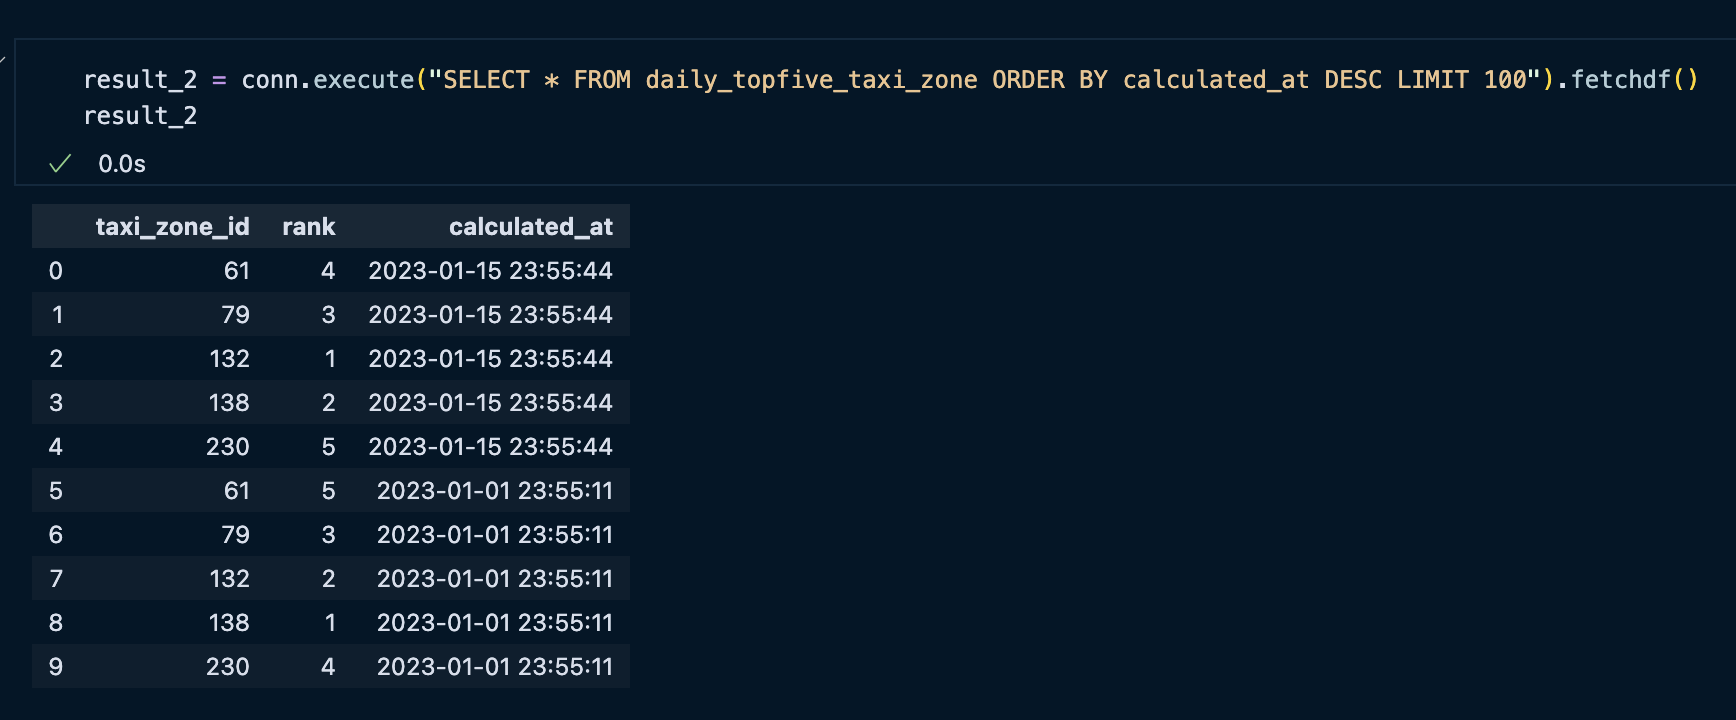 result_2 = conn.execute("SELECT * FROM daily_topfive_taxi_zone ORDER BY calculated_at DESC LIMIT 100").fetchdf()
result_2
✓ 0.0s
taxi_zone_id rank calculated_at
0 61 4 2023-01-15 23:55:44
1 79 3 2023-01-15 23:55:44
2 132 1 2023-01-15 23:55:44
3 138 2 2023-01-15 23:55:44
4 230 5 2023-01-15 23:55:44
5 61 5 2023-01-01 23:55:11
6 79 3 2023-01-01 23:55:11
7 132 2 2023-01-01 23:55:11
8 138 1 2023-01-01 23:55:11
9 230 4 2023-01-01 23:55:11